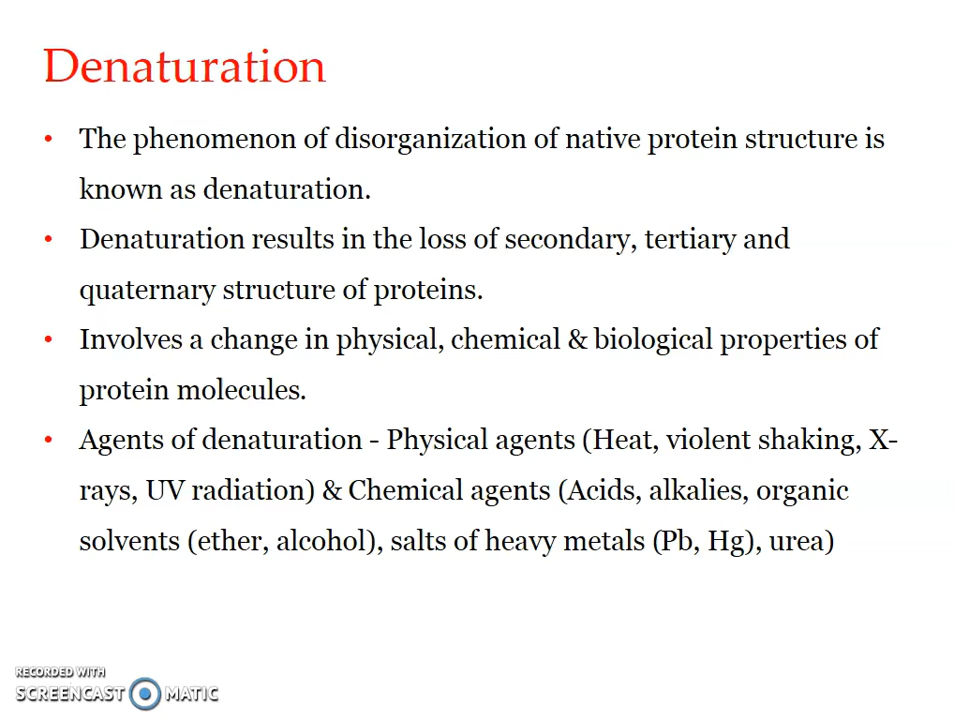 Denaturation
• The phenomenon of disorganization of native protein structure is
known as denaturation.
• Denaturation results in the loss of secondary, tertiary and
quaternary structure of proteins.
• Involves a change in physical, chemical & biological properties of
protein molecules.
• Agents of denaturation - Physical agents (Heat, violent shaking, X-
rays, UV radiation) & Chemical agents (Acids, alkalies, organic
solvents (ether, alcohol), salts of heavy metals (Pb, Hg), urea)
RECORDED WITH
SCREENCAST MATIC